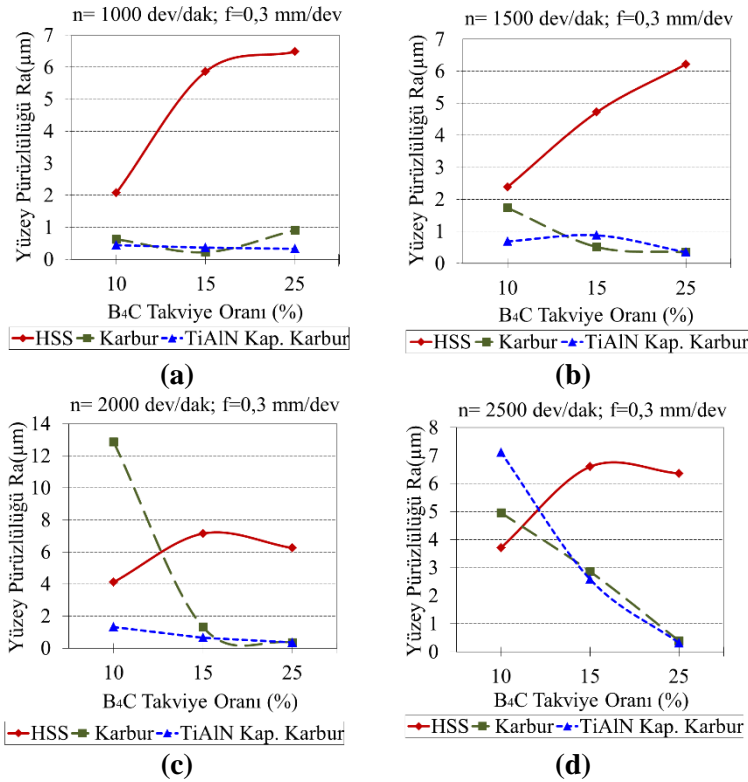 n= 1000 dev/dak; f=0,3 mm/dev
Yüzey Pürüzlülüğü Ra(µm)
7
6
5
4
3
2
1
0
10 15 25
B₄C Takviye Oranı (%)
HSS Karbur TiAlN Kap. Karbur
(a)
n= 1500 dev/dak; f=0,3 mm/dev
Yüzey Pürüzlülüğü Ra(µm)
7
6
5
4
3
2
1
0
10 15 25
B₄C Takviye Oranı (%)
HSS Karbur TiAlN Kap. Karbur
(b)
n= 2000 dev/dak; f=0,3 mm/dev
Yüzey Pürüzlülüğü Ra(µm)
14
12
10
8
6
4
2
0
10 15 25
B₄C Takviye Oranı (%)
HSS Karbur TiAlN Kap. Karbur
(c)
n= 2500 dev/dak; f=0,3 mm/dev
Yüzey Pürüzlülüğü Ra(µm)
8
7
6
5
4
3
2
1
0
10 15 25
B₄C Takviye Oranı (%)
HSS Karbur TiAlN Kap. Karbur
(d)